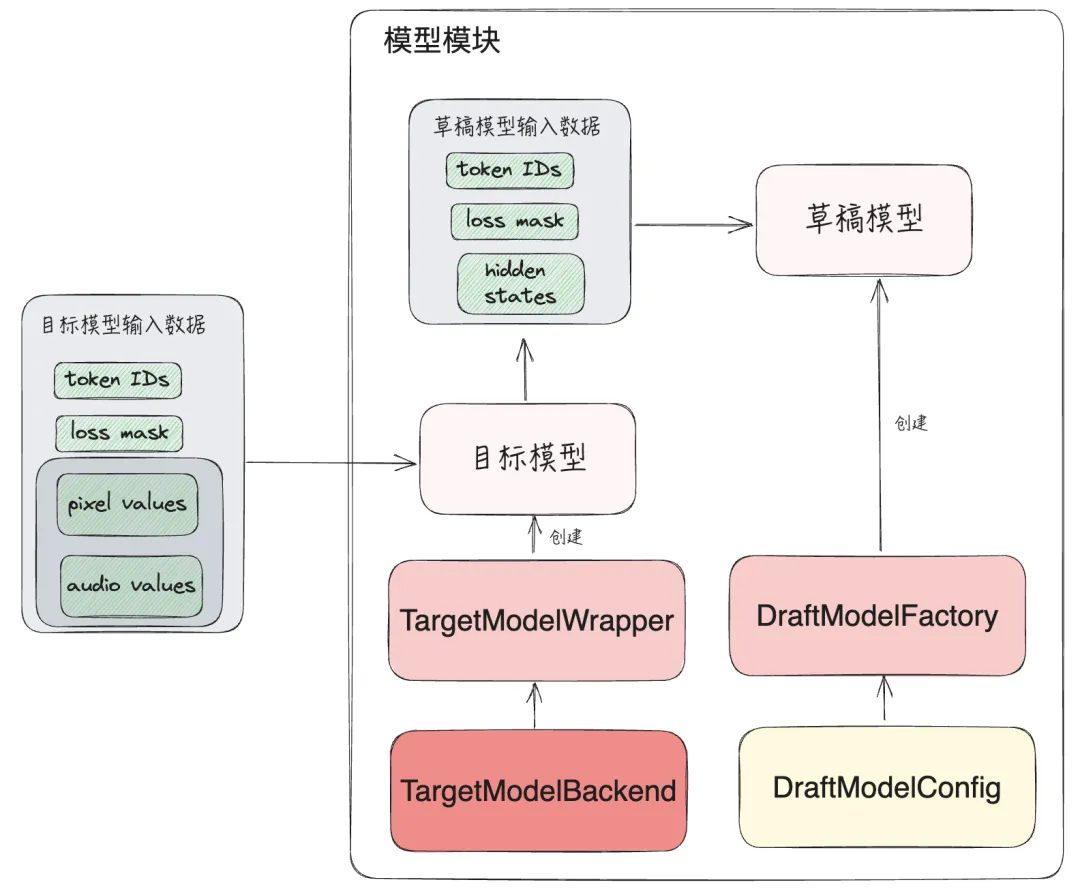 模型模块
草稿模型输入数据
token IDs
loss mask
hidden
states
草稿模型
目标模型输入数据
token IDs
loss mask
pixel values
audio values
目标模型
创建
创建
TargetModelWrapper
DraftModelFactory
TargetModelBackend
DraftModelConfig